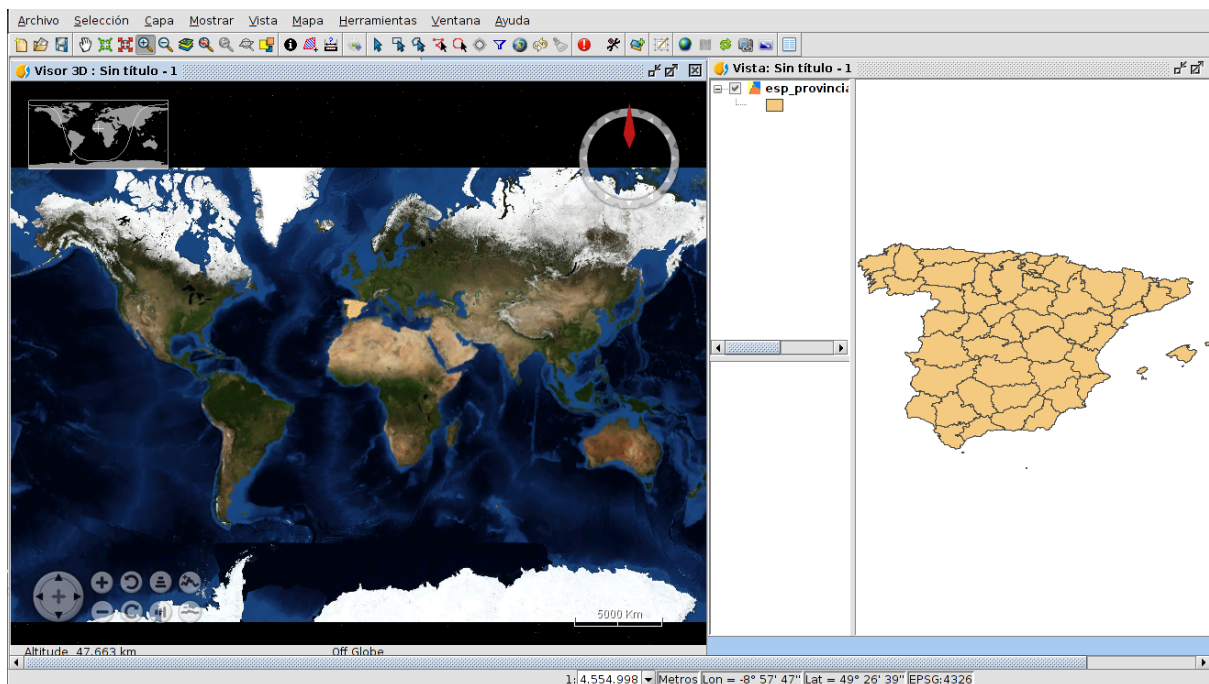 Archivo Selección Capa Mostrar Vista Mapa Herramientas Ventana Ayuda
Visor 3D : Sin título - 1
Vista: Sin título - 1
esp_provincia
5000 Km
Altitude 47.663 km Off Globe
1: 4.554.998 Metros Lon = -8° 57' 47" Lat = 49° 26' 39" EPSG:4326